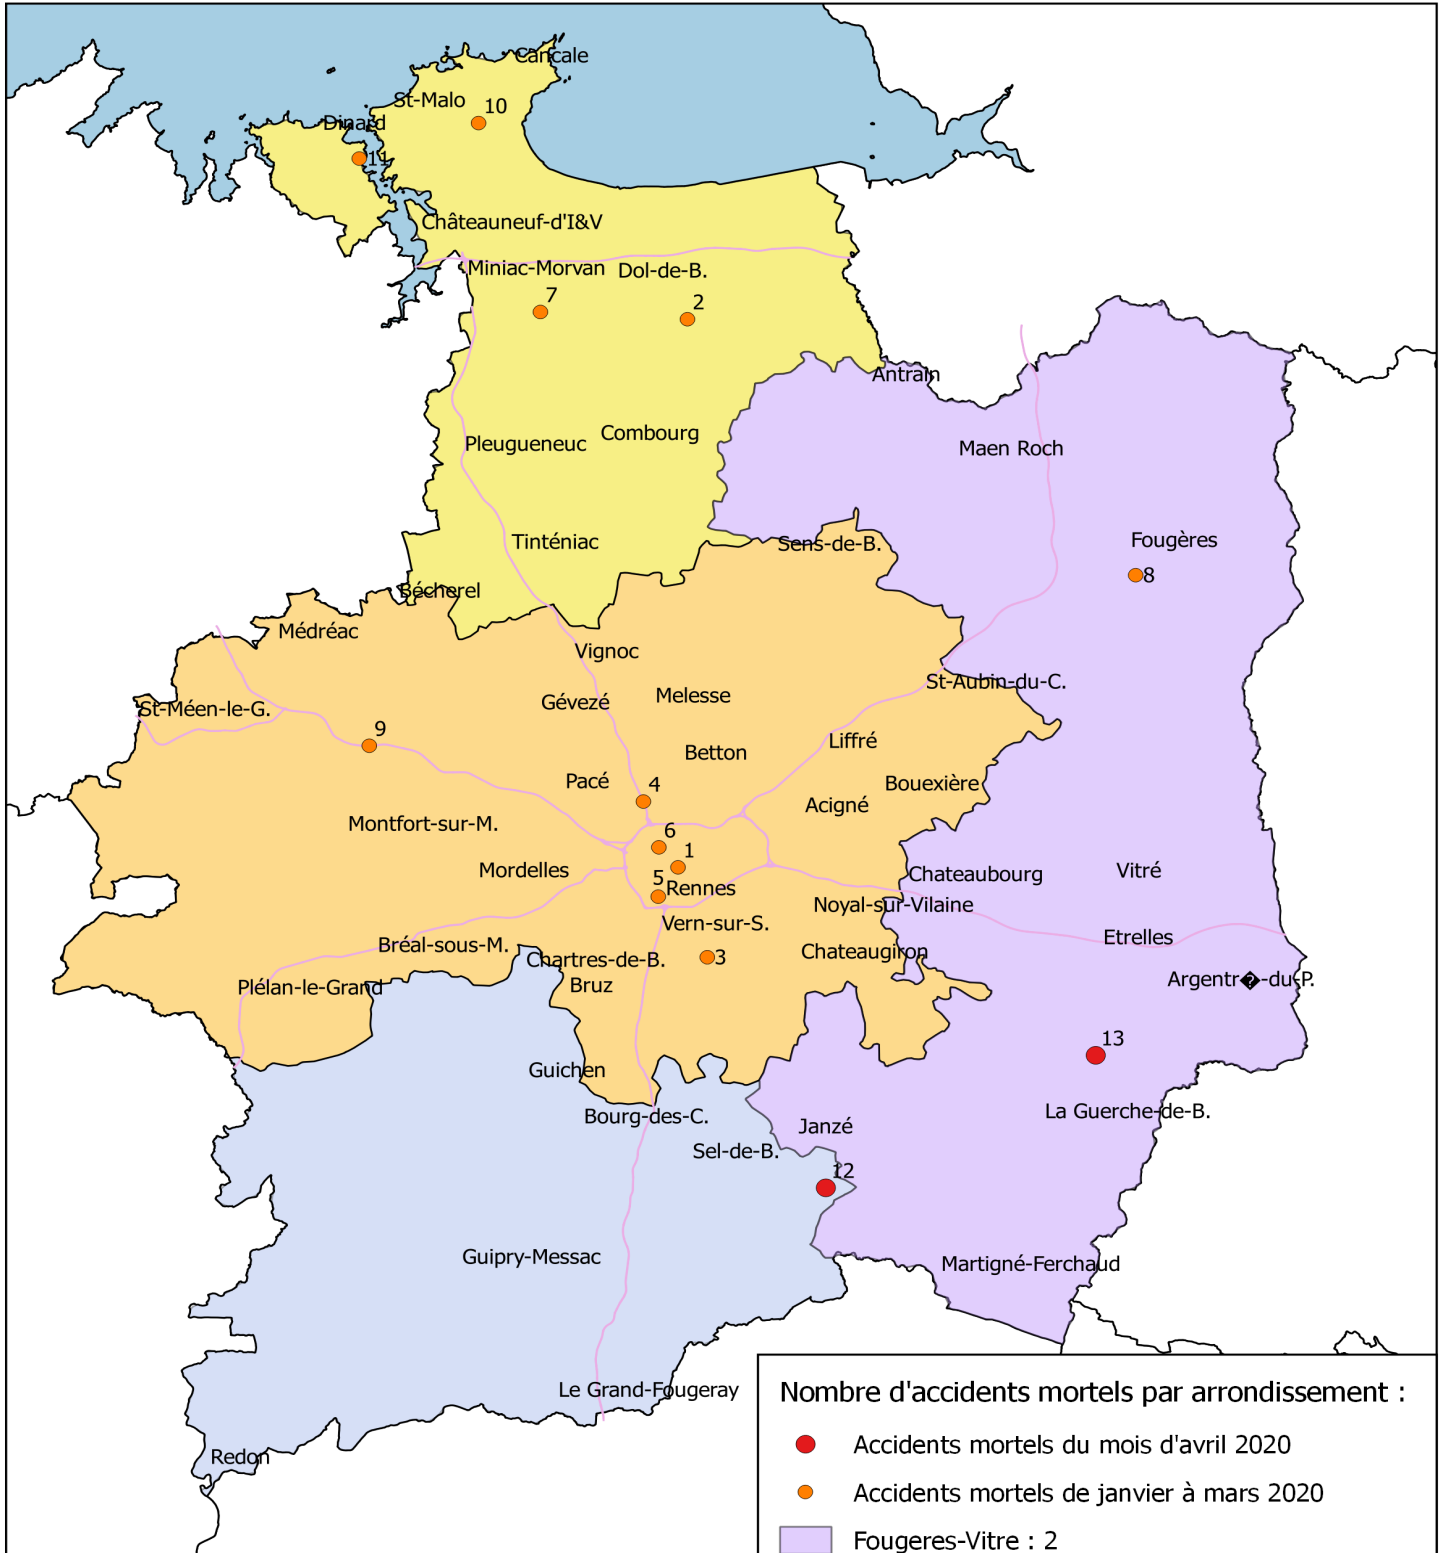 Cancale
St-Malo
10
Dinard
11
Châteauneuf-d'I&V
Miniac-Morvan
Dol-de-B.
7
2
Antrain
Combourg
Pleugueneuc
Maen Roch
Tinténiac
Sens-de-B.
Fougères
8
Bécherel
Médréac
Vignoc
St-Aubin-du-C.
Gévezé
Melesse
St-Méen-le-G.
9
Betton
Liffré
Pacé
4
Bouexière
Acigné
Montfort-sur-M.
6
1
Mordelles
5
Rennes
Chateaubourg
Vitré
Noyal-sur-Vilaine
Vern-sur-S.
Etrelles
Bréal-sous-M.
Chartres-de-B.
3
Chateaugiron
Plélan-le-Grand
Bruz
Argentr�-du-P.
13
Guichen
Bourg-des-C.
Janzé
La Guerche-de-B.
Sel-de-B.
12
Guipry-Messac
Martigné-Ferchaud
Le Grand-Fougeray
Redon
Nombre d'accidents mortels par arrondissement :
Accidents mortels du mois d'avril 2020
Accidents mortels de janvier à mars 2020
Fougeres-Vitre : 2